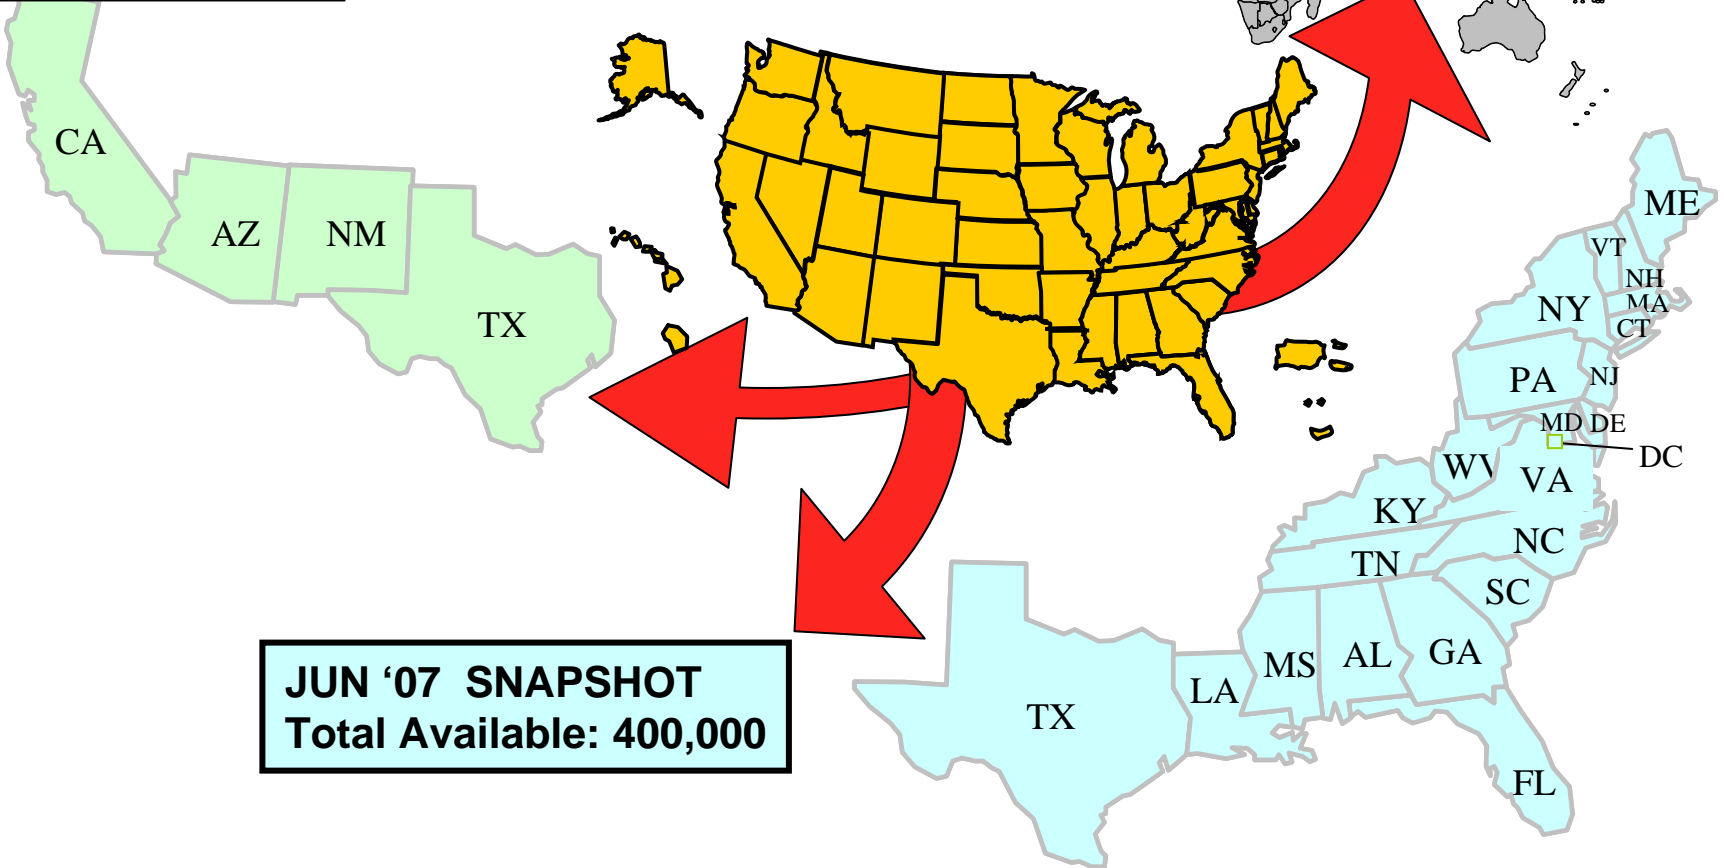 CA
AZ
NM
TX
ME
VT
NH
MA
NY
CT
PA
NJ
MD
DE
DC
WV
VA
KY
NC
TN
SC
MS
AL
GA
LA
TX
FL
JUN ‘07 SNAPSHOT
Total Available: 400,000